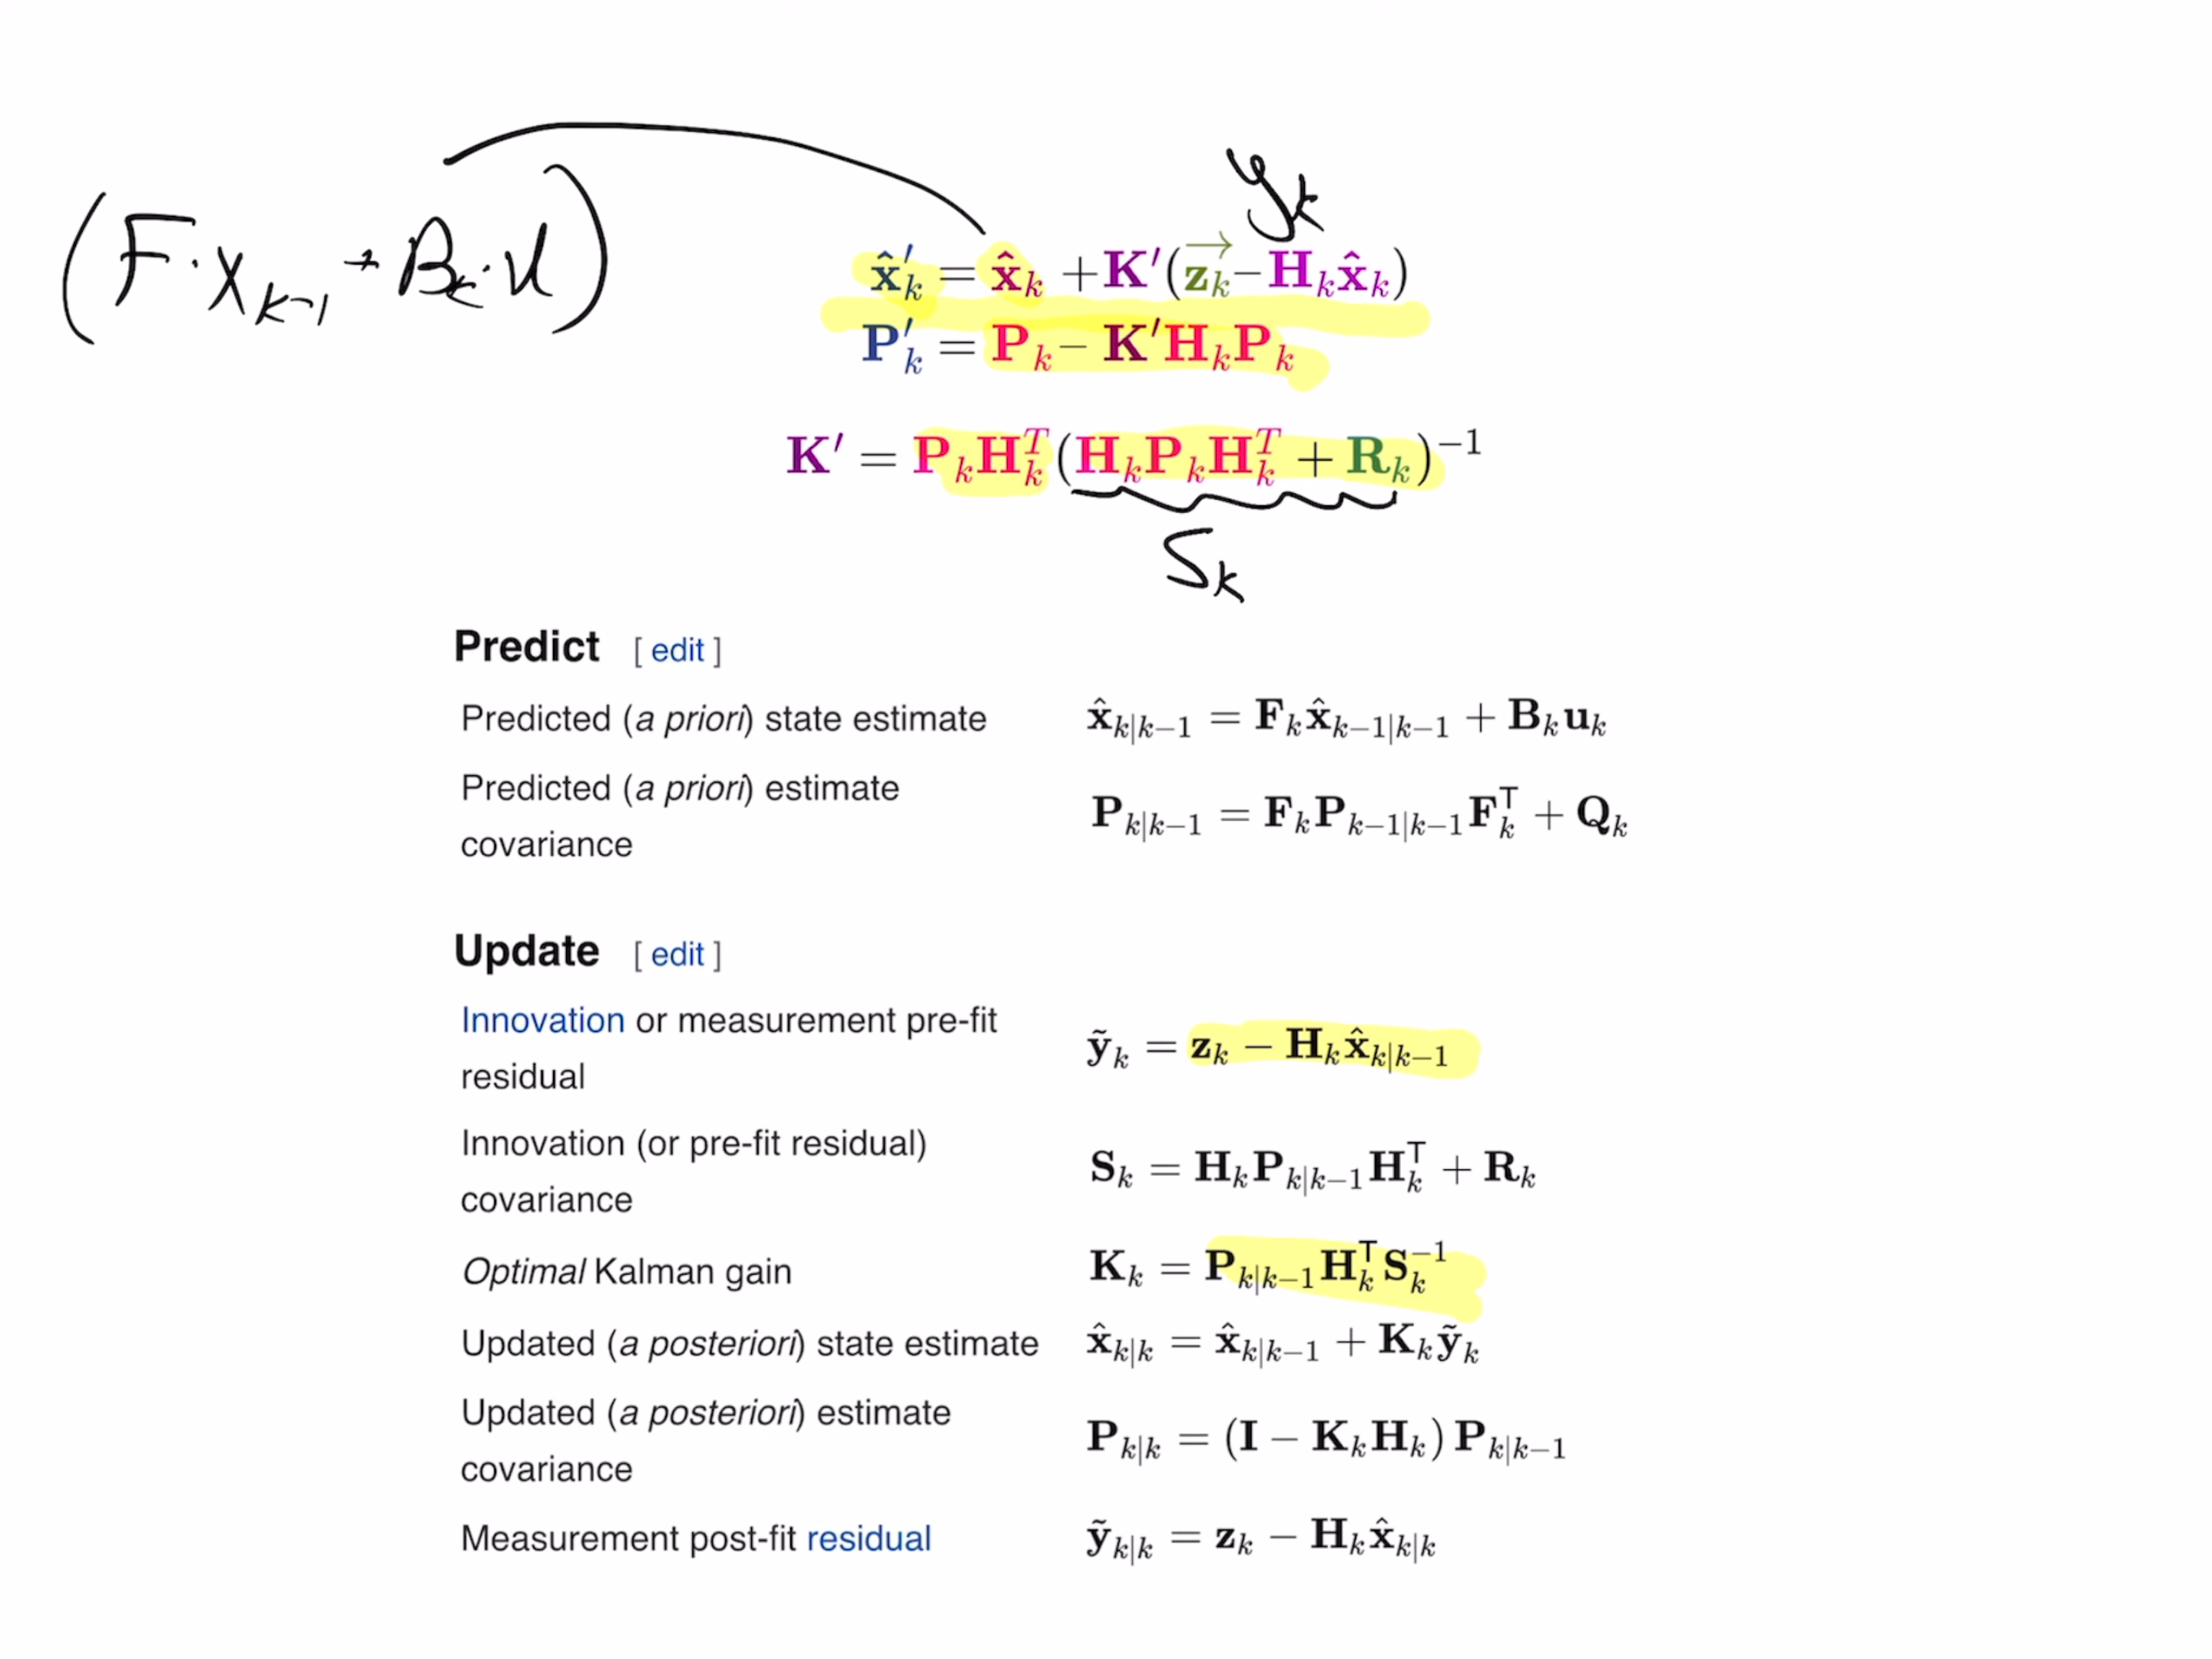 y_k
(F · x_{k-1} + B_k · u)
x̂′_k = x̂_k + K′(z⃗_k – H_k x̂_k)
P′_k = P_k – K′H_k P_k
K′ = P_k H_k^T (H_k P_k H_k^T + R_k)^{-1}
S_k
Predict [ edit ]
Predicted (a priori) state estimate x̂_{k|k−1} = F_k x̂_{k−1|k−1} + B_k u_k
Predicted (a priori) estimate
covariance P_{k|k−1} = F_k P_{k−1|k−1} F_k^T + Q_k
Update [ edit ]
Innovation or measurement pre-fit
residual ỹ_k = z_k − H_k x̂_{k|k−1}
Innovation (or pre-fit residual)
covariance S_k = H_k P_{k|k−1} H_k^T + R_k
Optimal Kalman gain K_k = P_{k|k−1} H_k^T S_k^{−1}
Updated (a posteriori) state estimate x̂_{k|k} = x̂_{k|k−1} + K_k ỹ_k
Updated (a posteriori) estimate
covariance P_{k|k} = (I − K_k H_k) P_{k|k−1}
Measurement post-fit residual ỹ_{k|k} = z_k − H_k x̂_{k|k}